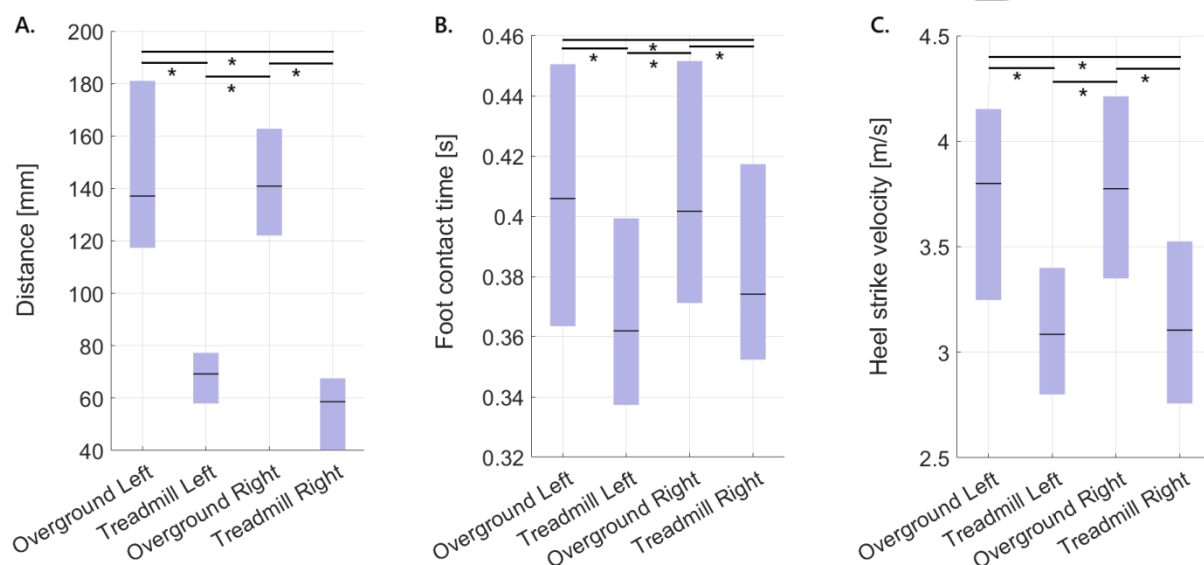 A.
200
180
160
140
120
100
80
60
40
Distance [mm]
*
*
*
*
Overground Left
Treadmill Left
Overground Right
Treadmill Right
B.
0.46
0.44
0.42
0.4
0.38
0.36
0.34
0.32
Foot contact time [s]
*
*
*
*
Overground Left
Treadmill Left
Overground Right
Treadmill Right
C.
4.5
4
3.5
3
2.5
Heel strike velocity [m/s]
*
*
*
*
Overground Left
Treadmill Left
Overground Right
Treadmill Right